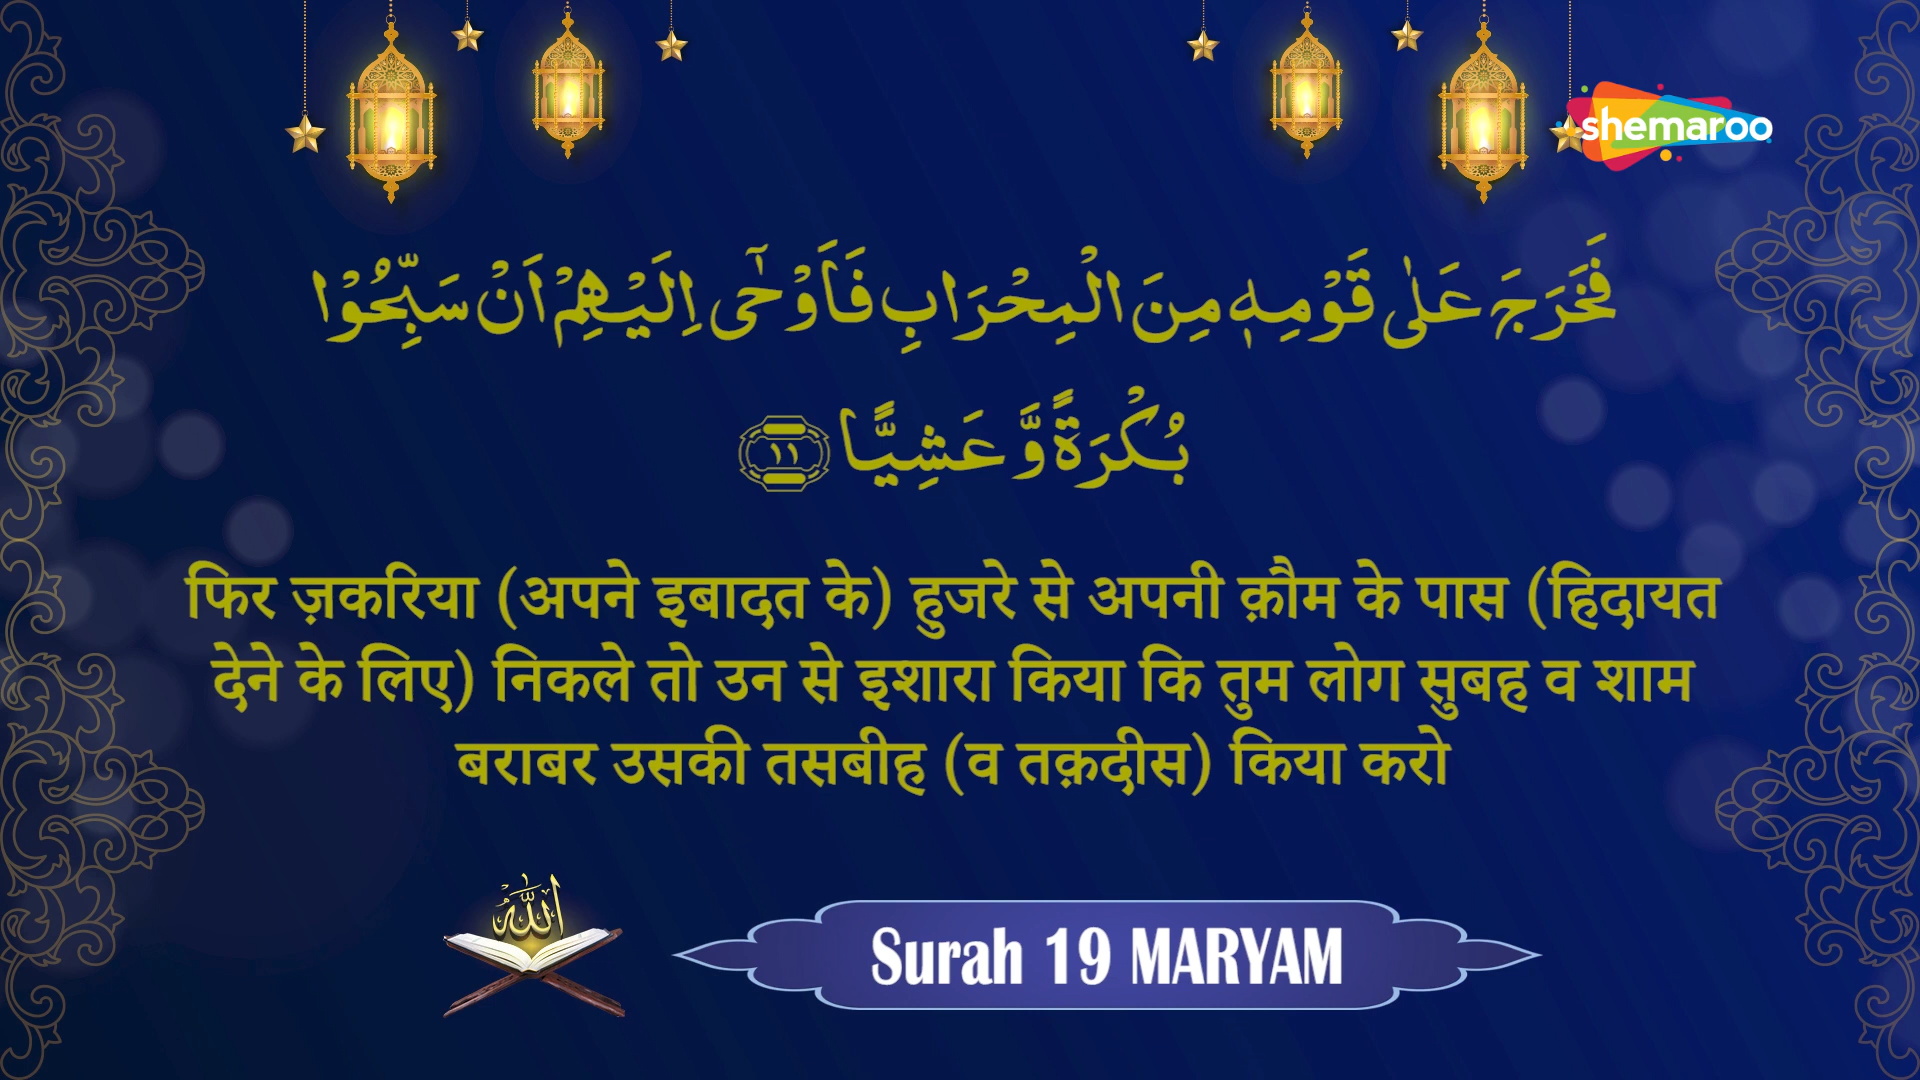 shemaroo
فَخَرَجَ عَلٰى قَوْمِهٖ مِنَ الْمِحْرَابِ فَاَوْحٰٓى اِلَيْهِمْ اَنْ سَبِّحُوْا
بُكْرَةً وَّعَشِيًّا ١١
फिर ज़करिया (अपने इबादत के) हुजरे से अपनी क़ौम के पास (हिदायत
देने के लिए) निकले तो उन से इशारा किया कि तुम लोग सुबह व शाम
बराबर उसकी तसबीह (व तक़दीस) किया करो
اللّٰهُ
Surah 19 MARYAM